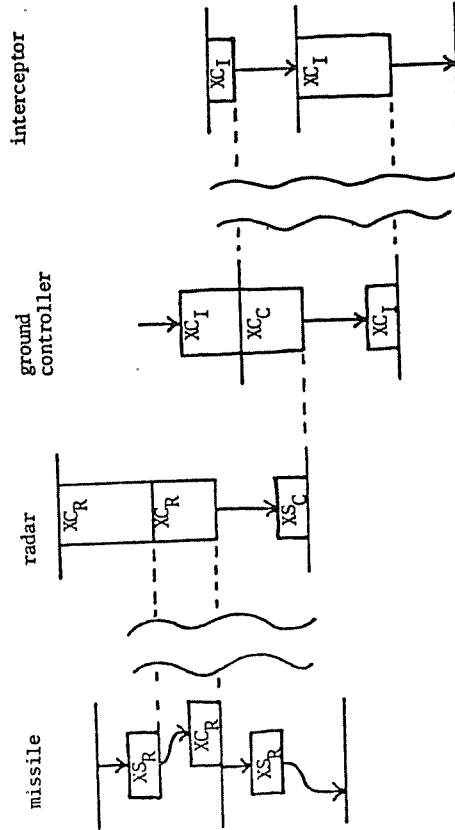 missile
radar
ground
controller
interceptor
XS_R
XC_R
XS_R
XC_R
XC_R
XS_C
XC_I
XC_C
XC_I
XC_I
XC_I